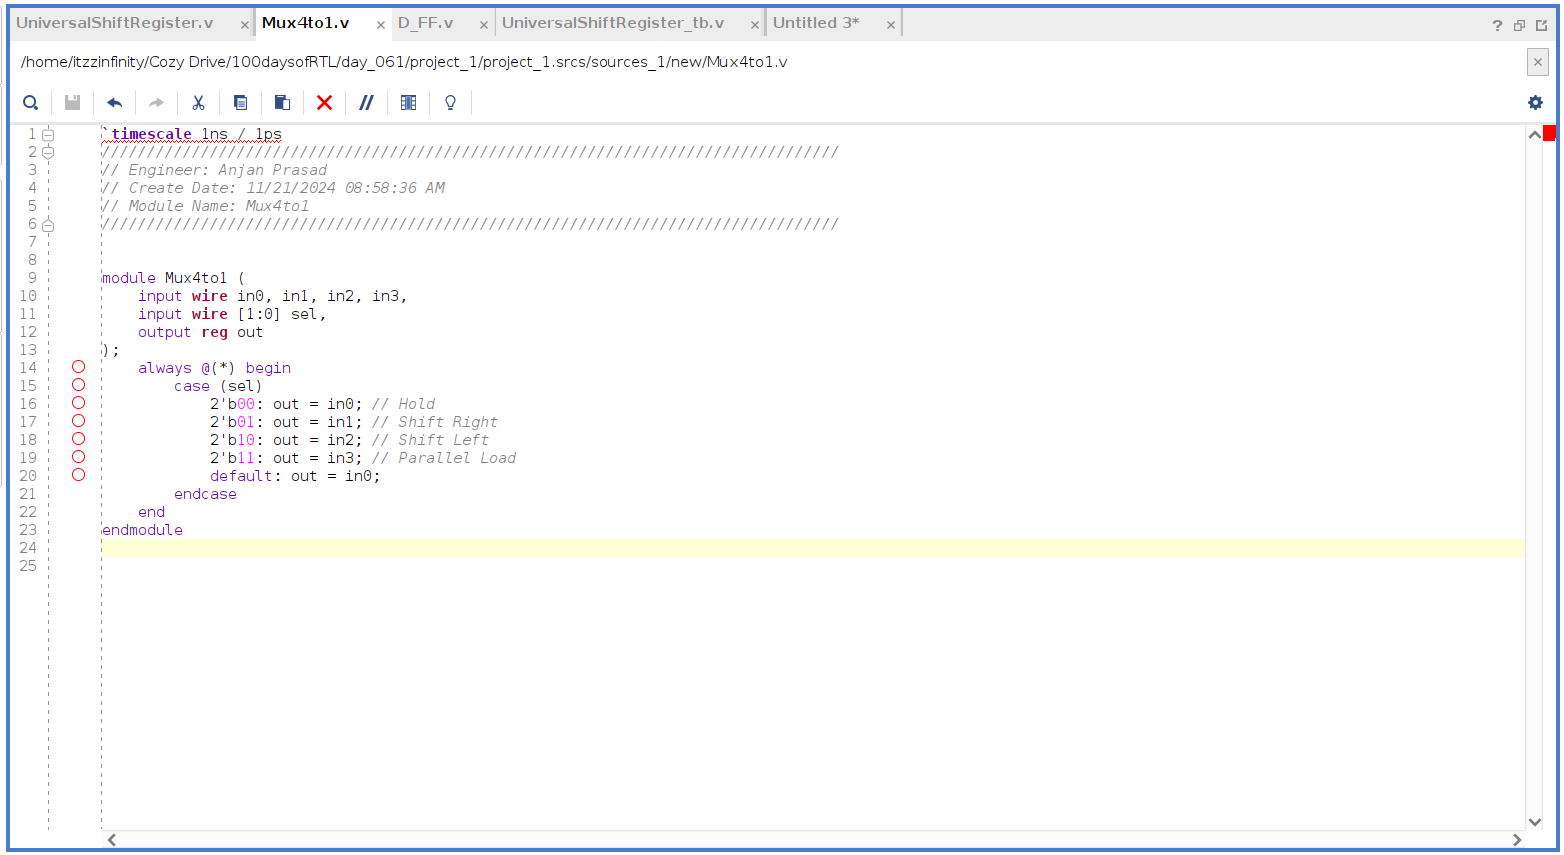 UniversalShiftRegister.v × Mux4to1.v × D_FF.v × UniversalShiftRegister_tb.v × Untitled 3* × ?
/home/itzzinfinity/Cozy Drive/100daysofRTL/day_061/project_1/project_1.srcs/sources_1/new/Mux4to1.v
1 `timescale 1ns / 1ps
2 //////////////////////////////////////////////////////////////////////////////////
3 // Engineer: Anjan Prasad
4 // Create Date: 11/21/2024 08:58:36 AM
5 // Module Name: Mux4to1
6 //////////////////////////////////////////////////////////////////////////////////
7
8
9 module Mux4to1 (
10 input wire in0, in1, in2, in3,
11 input wire [1:0] sel,
12 output reg out
13 );
14 always @(*) begin
15 case (sel)
16 2'b00: out = in0; // Hold
17 2'b01: out = in1; // Shift Right
18 2'b10: out = in2; // Shift Left
19 2'b11: out = in3; // Parallel Load
20 default: out = in0;
21 endcase
22 end
23 endmodule
24
25